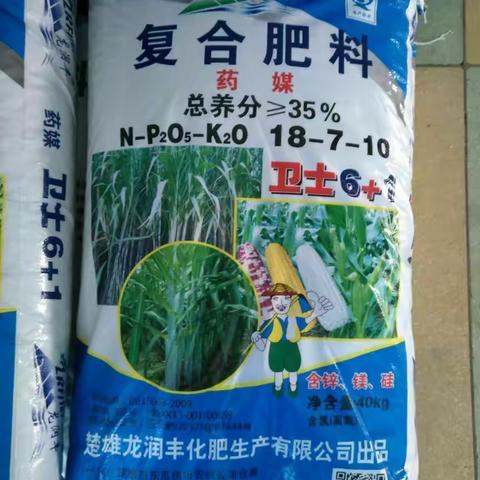 复合肥料
药媒
总养分≥35%
N-P2O5-K2O 18-7-10
卫士6+1
含锌、镁、硅
净含量40kg
楚雄龙润丰化肥生产有限公司出品
药媒
卫士6+1